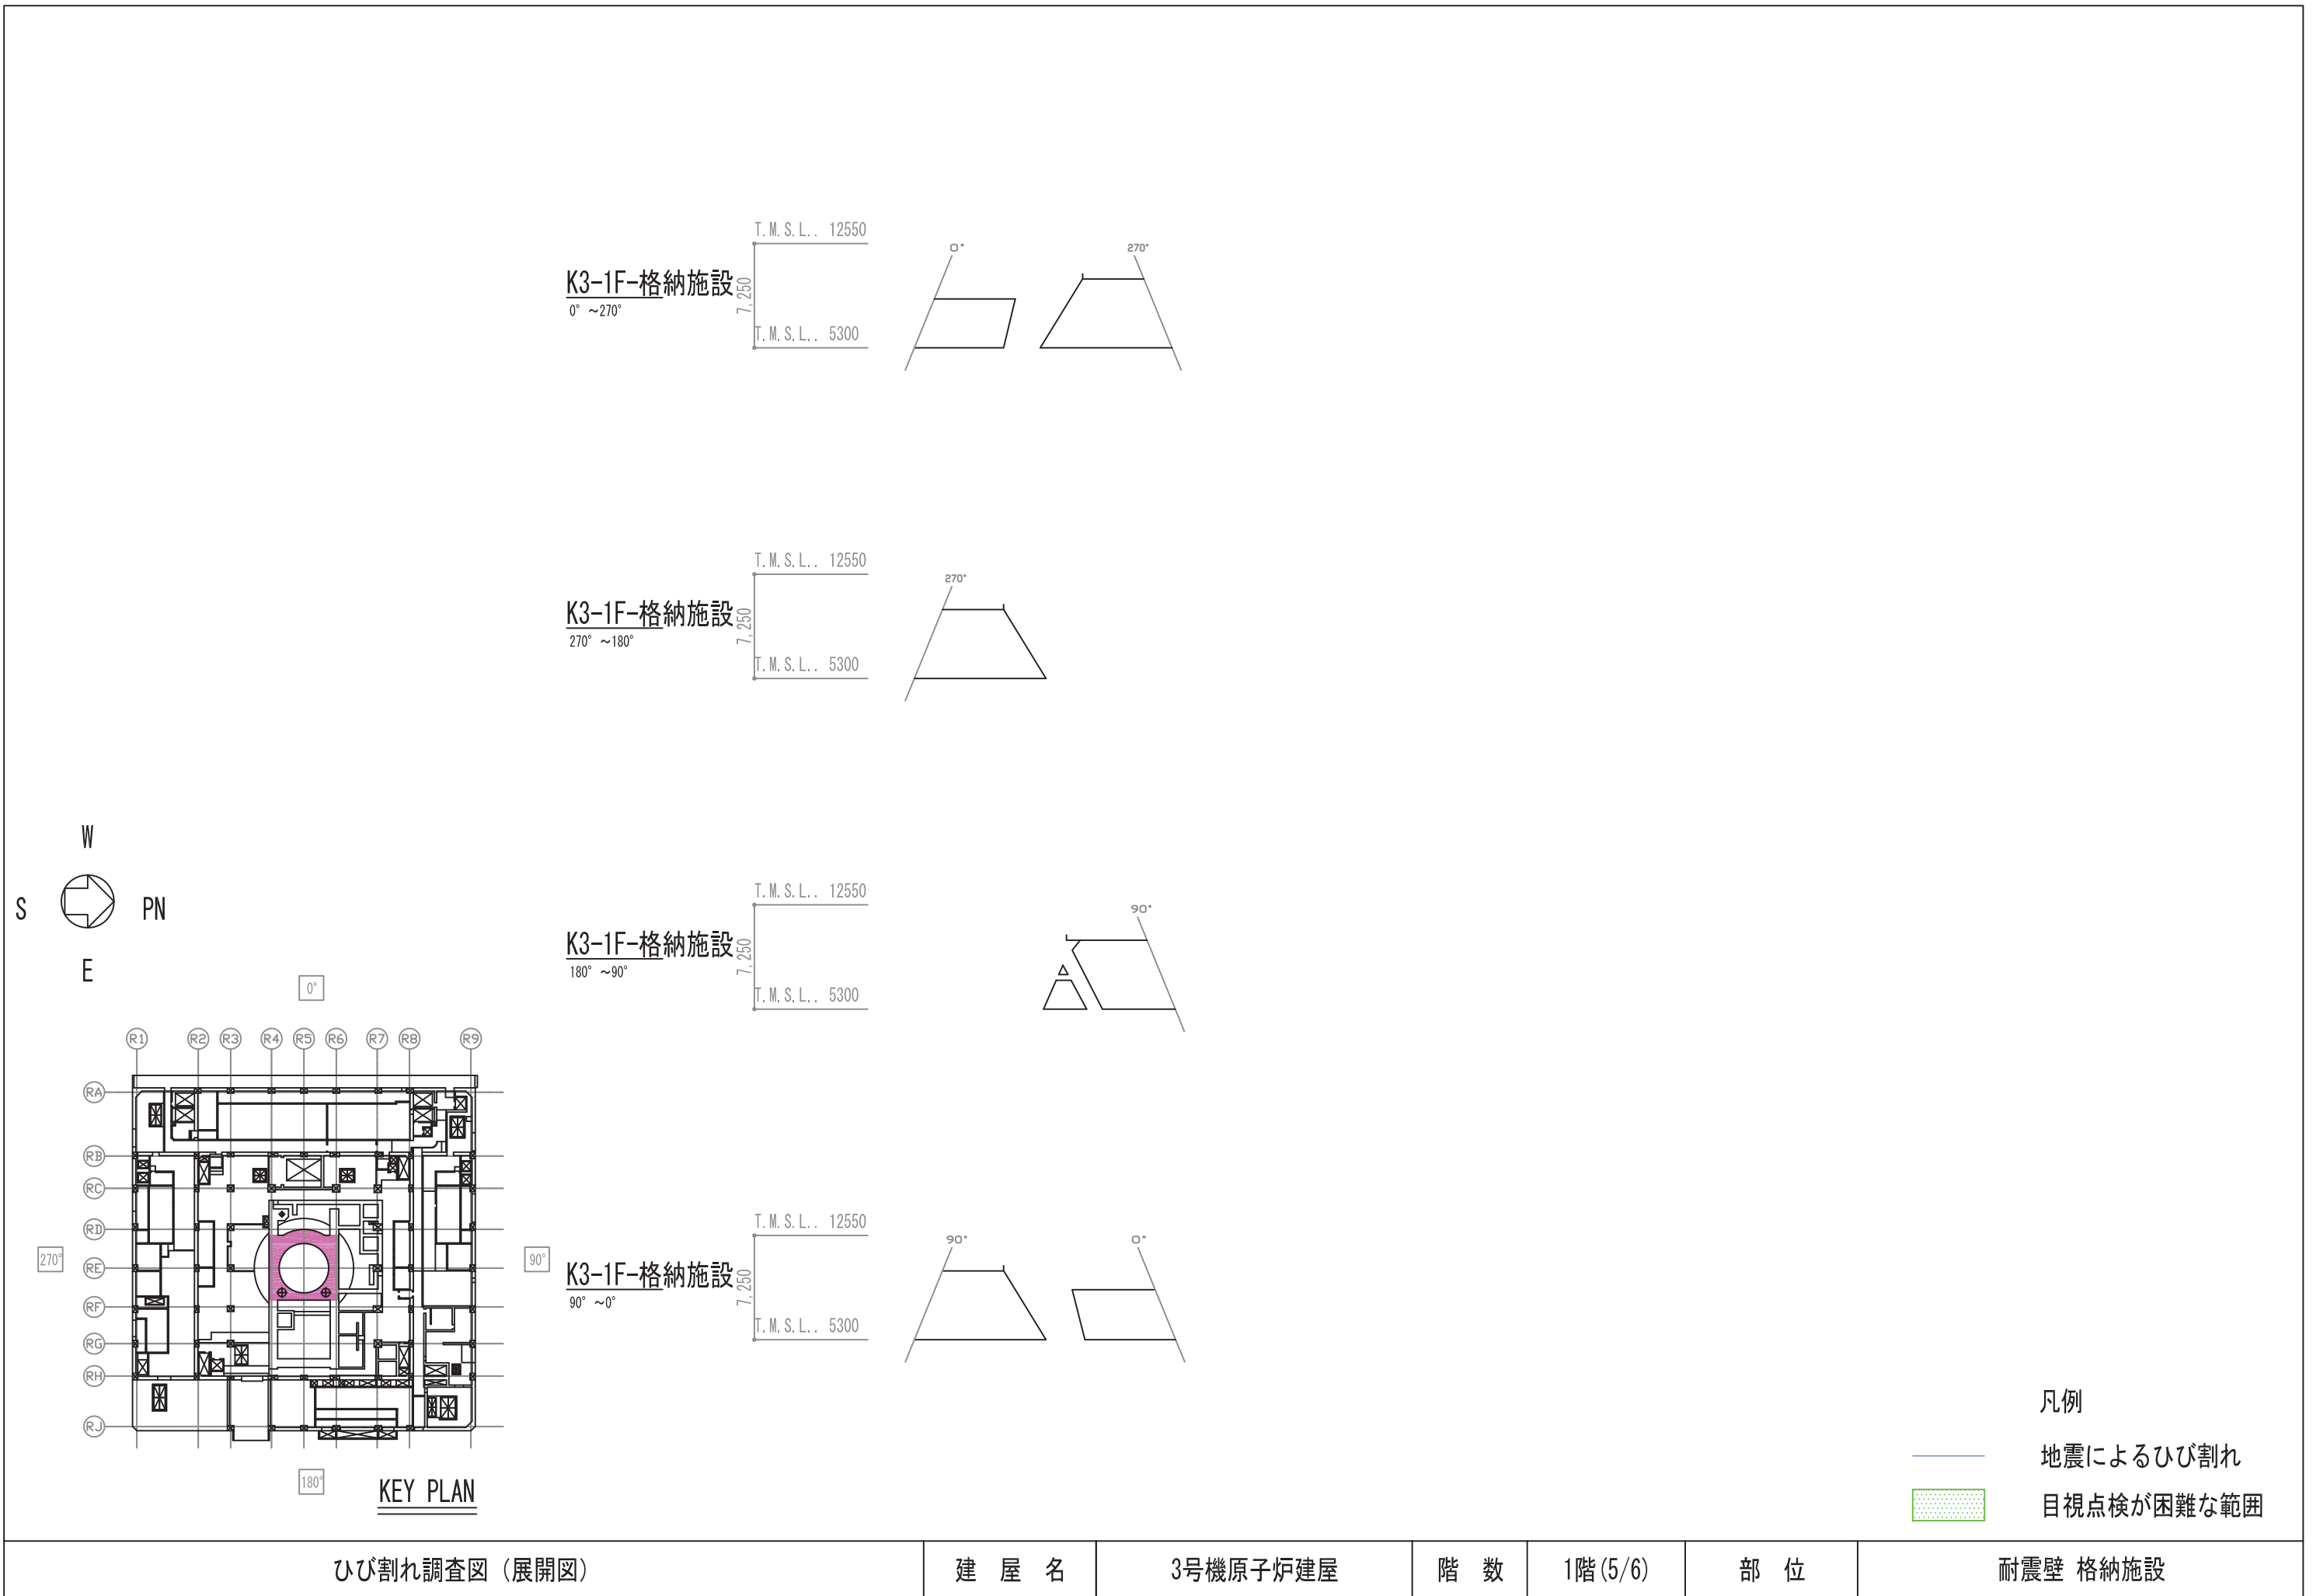 T.M.S.L.. 12550
0°
270°
K3-1F-格納施設
0° ～270°
7,250
T.M.S.L.. 5300
T.M.S.L.. 12550
270°
K3-1F-格納施設
270° ～180°
7,250
T.M.S.L.. 5300
T.M.S.L.. 12550
90°
K3-1F-格納施設
180° ～90°
7,250
T.M.S.L.. 5300
W
S
PN
E
0°
R1 R2 R3 R4 R5 R6 R7 R8 R9
RA
RB
RC
RD
RE
RF
RG
RH
RJ
270°
90°
180°
KEY PLAN
T.M.S.L.. 12550
90°
0°
K3-1F-格納施設
90° ～0°
7,250
T.M.S.L.. 5300
凡例
地震によるひび割れ
目視点検が困難な範囲
ひび割れ調査図（展開図） 建 屋 名 3号機原子炉建屋 階 数 1階(5/6) 部 位 耐震壁 格納施設